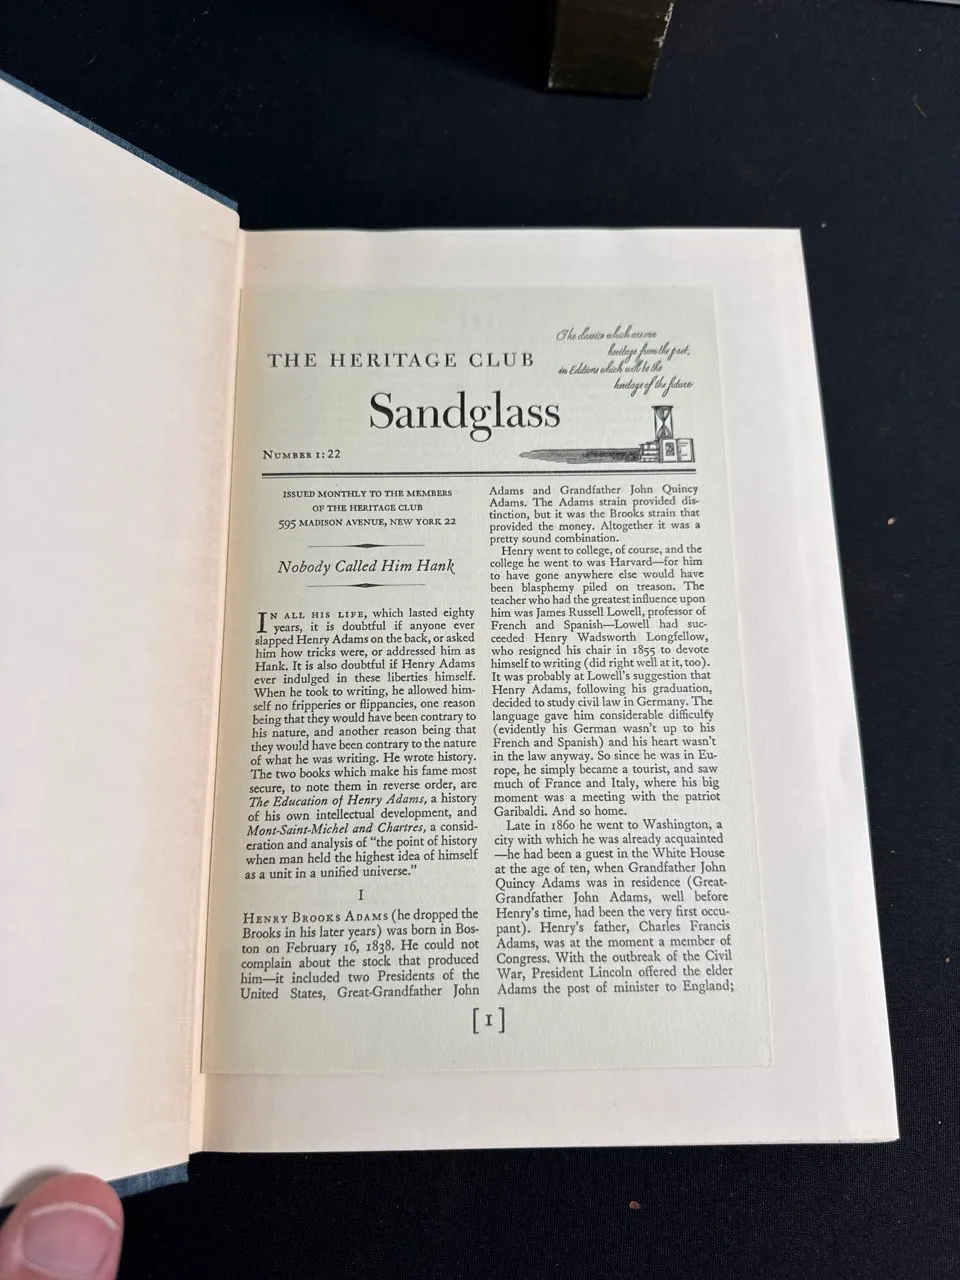 THE HERITAGE CLUB
The classics which are our
heritage from the past,
in Editions which will be the
heritage of the future
Sandglass
NUMBER 1:22
ISSUED MONTHLY TO THE MEMBERS
OF THE HERITAGE CLUB
595 MADISON AVENUE, NEW YORK 22
Nobody Called Him Hank
IN ALL HIS LIFE, which lasted eighty
years, it is doubtful if anyone ever
slapped Henry Adams on the back, or asked
him how tricks were, or addressed him as
Hank. It is also doubtful if Henry Adams
ever indulged in these liberties himself.
When he took to writing, he allowed him-
self no fripperies or flippancies, one reason
being that they would have been contrary to
his nature, and another reason being that
they would have been contrary to the nature
of what he was writing. He wrote history.
The two books which make his fame most
secure, to note them in reverse order, are
The Education of Henry Adams, a history
of his own intellectual development, and
Mont-Saint-Michel and Chartres, a consid-
eration and analysis of "the point of history
when man held the highest idea of himself
as a unit in a unified universe."
I
HENRY BROOKS ADAMS (he dropped the
Brooks in his later years) was born in Bos-
ton on February 16, 1838. He could not
complain about the stock that produced
him—it included two Presidents of the
United States, Great-Grandfather John
Adams and Grandfather John Quincy
Adams. The Adams strain provided dis-
tinction, but it was the Brooks strain that
provided the money. Altogether it was a
pretty sound combination.
Henry went to college, of course, and the
college he went to was Harvard—for him
to have gone anywhere else would have
been blasphemy piled on treason. The
teacher who had the greatest influence upon
him was James Russell Lowell, professor of
French and Spanish—Lowell had suc-
ceeded Henry Wadsworth Longfellow,
who resigned his chair in 1855 to devote
himself to writing (did right well at it, too).
It was probably at Lowell's suggestion that
Henry Adams, following his graduation,
decided to study civil law in Germany. The
language gave him considerable difficulty
(evidently his German wasn't up to his
French and Spanish) and his heart wasn't
in the law anyway. So since he was in Eu-
rope, he simply became a tourist, and saw
much of France and Italy, where his big
moment was a meeting with the patriot
Garibaldi. And so home.
Late in 1860 he went to Washington, a
city with which he was already acquainted
—he had been a guest in the White House
at the age of ten, when Grandfather John
Quincy Adams was in residence (Great-
Grandfather John Adams, well before
Henry's time, had been the very first occu-
pant). Henry's father, Charles Francis
Adams, was at the moment a member of
Congress. With the outbreak of the Civil
War, President Lincoln offered the elder
Adams the post of minister to England;
[ I ]